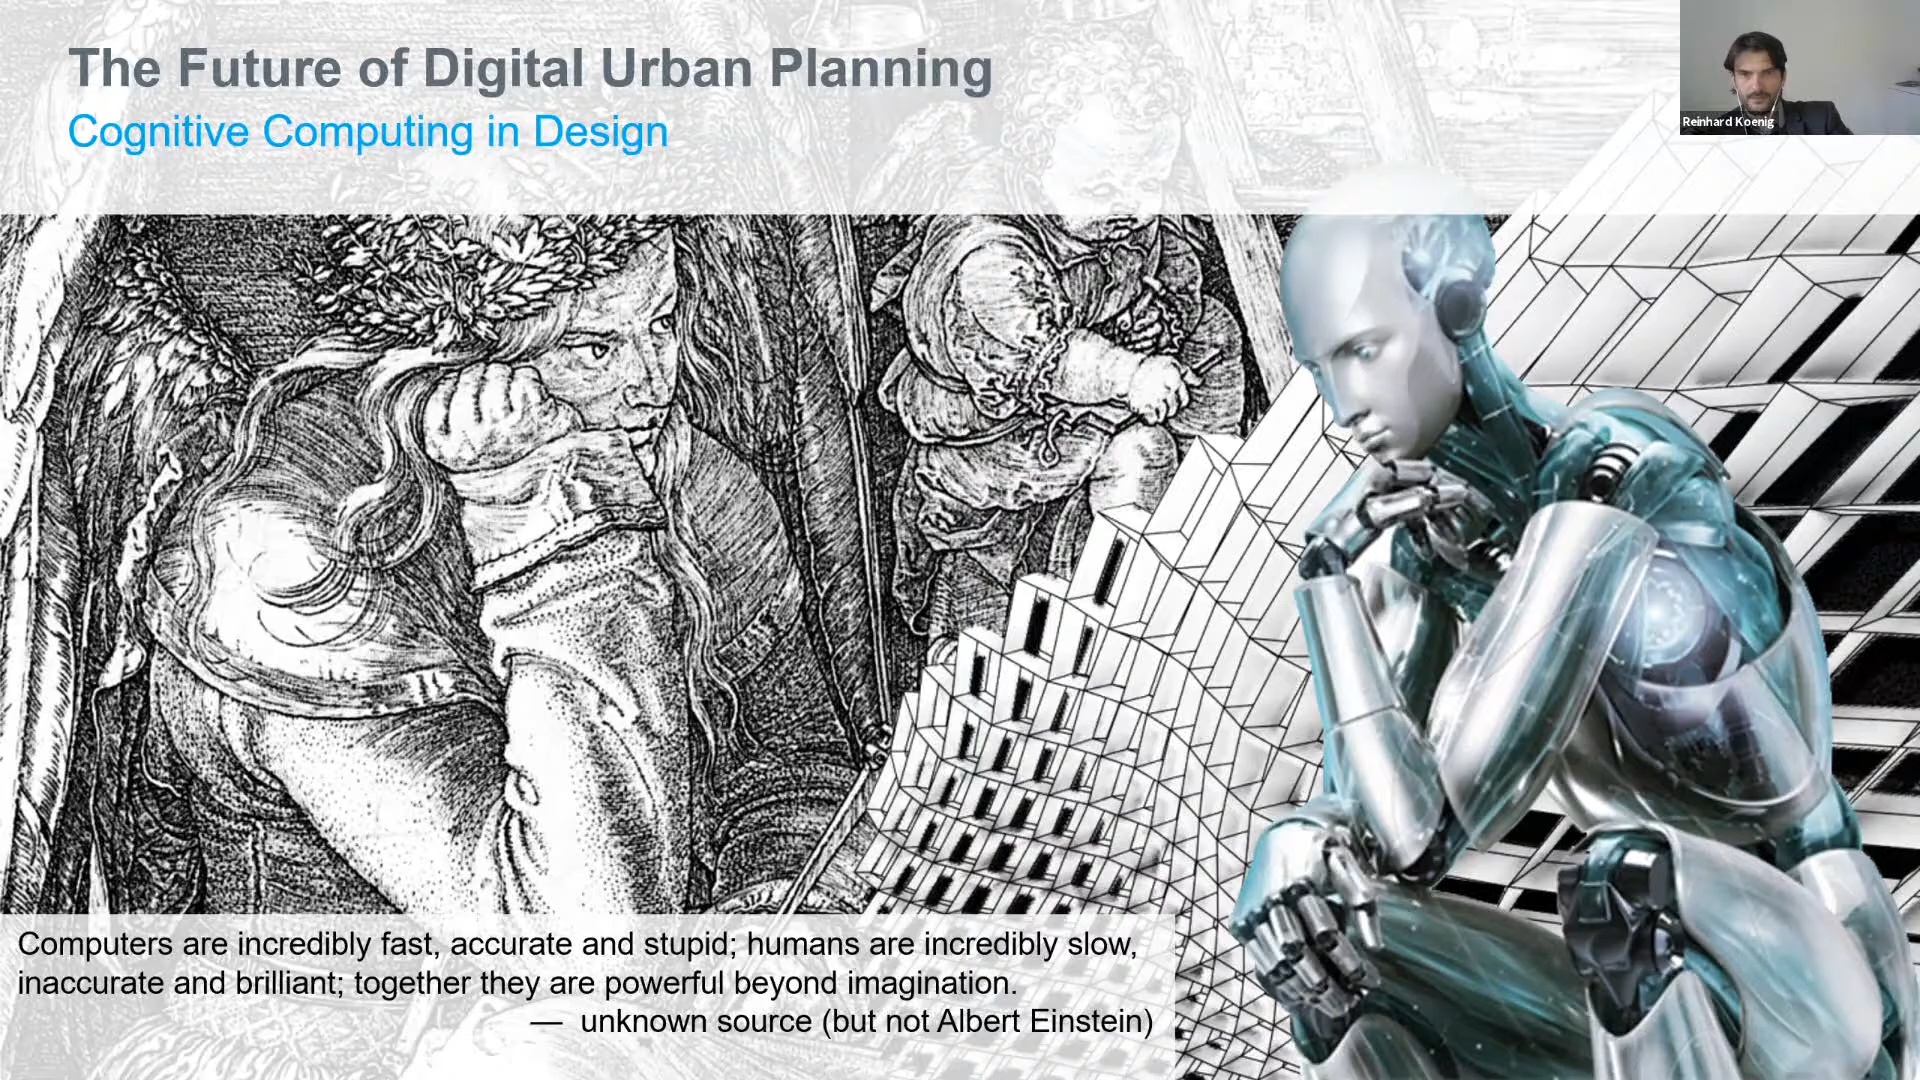 The Future of Digital Urban Planning
Cognitive Computing in Design
Reinhard Koenig
Computers are incredibly fast, accurate and stupid; humans are incredibly slow,
inaccurate and brilliant; together they are powerful beyond imagination.
— unknown source (but not Albert Einstein)